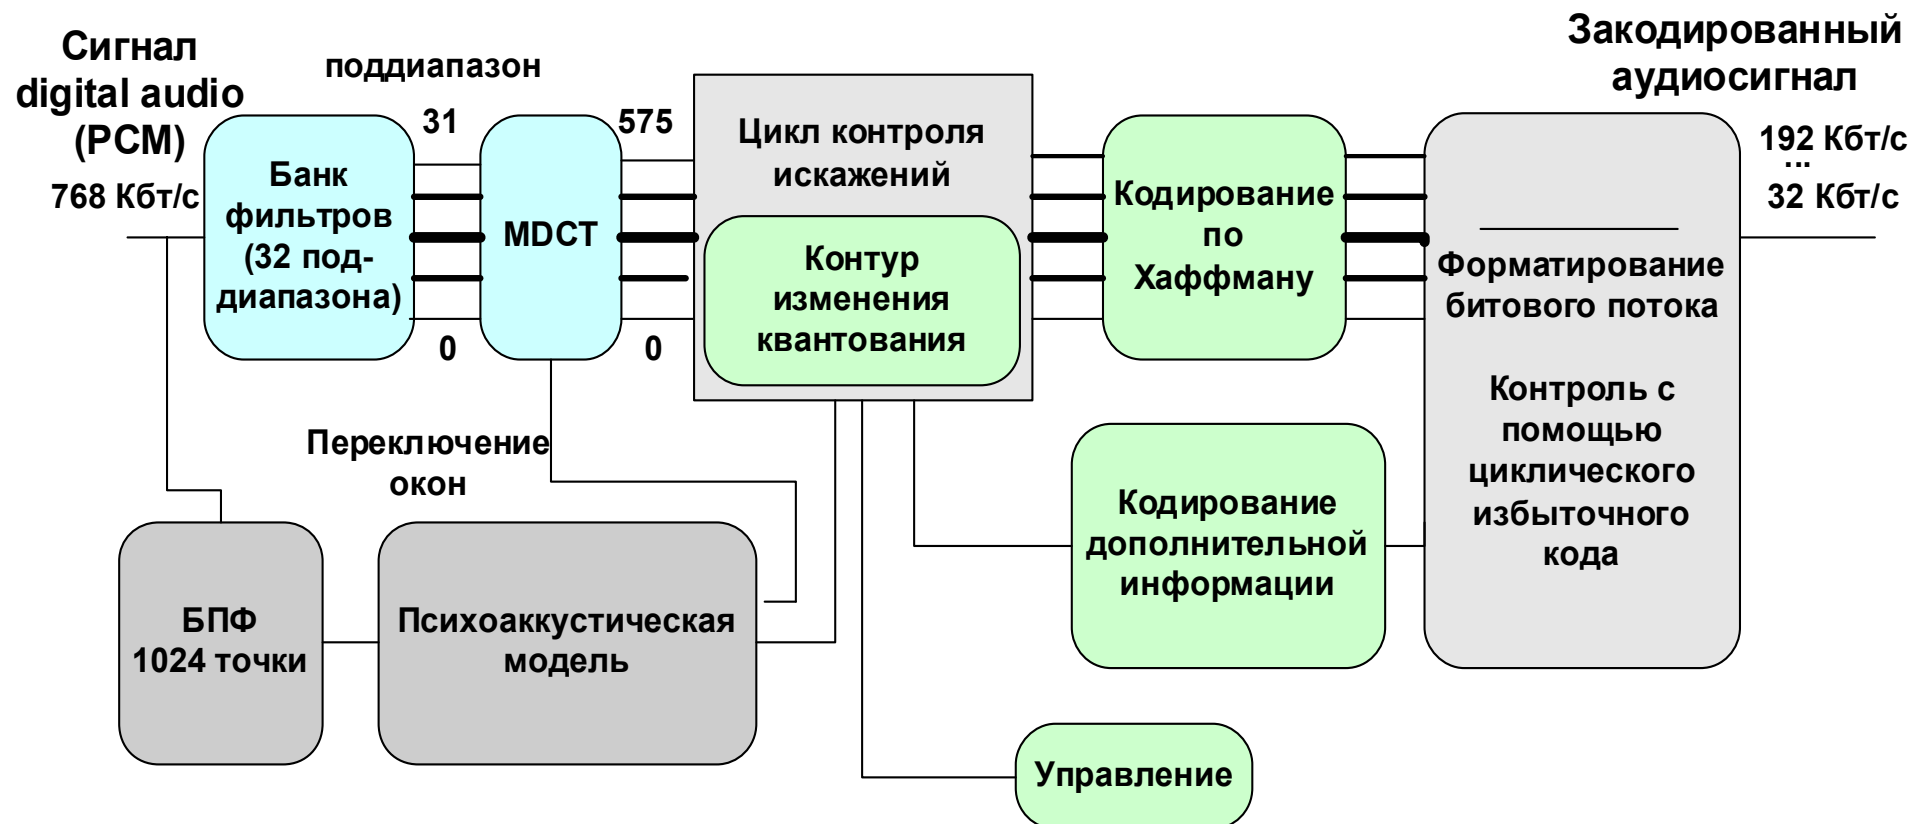 Сигнал
digital audio
(PCM)
768 Кбт/с
поддиапазон
31
0
Банк
фильтров
(32 под-
диапазона)
MDCT
575
0
Цикл контроля
искажений
Контур
изменения
квантования
Кодирование
по
Хаффману
Закодированный
аудиосигнал
192 Кбт/с
...
32 Кбт/с
Форматирование
битового потока
Контроль с
помощью
циклического
избыточного
кода
Переключение
окон
БПФ
1024 точки
Психоаккустическая
модель
Кодирование
дополнительной
информации
Управление